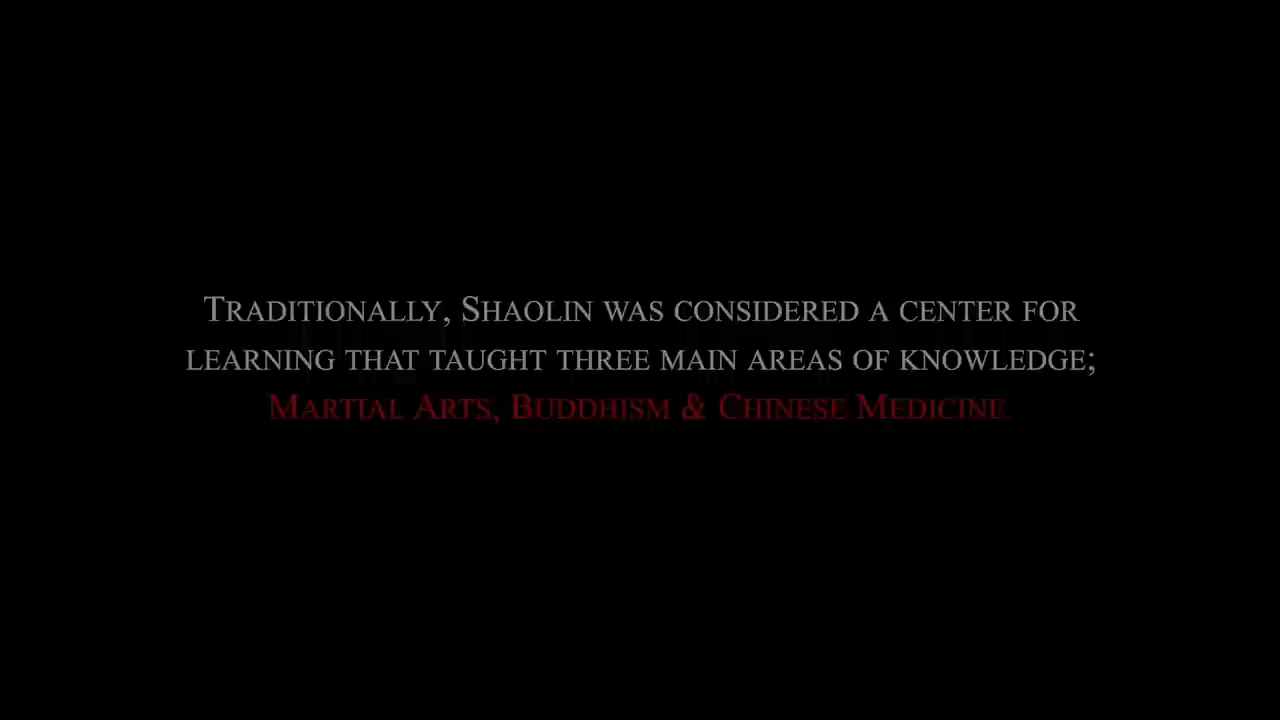 Traditionally, Shaolin was considered a center for
learning that taught three main areas of knowledge;
Martial Arts, Buddhism & Chinese Medicine.